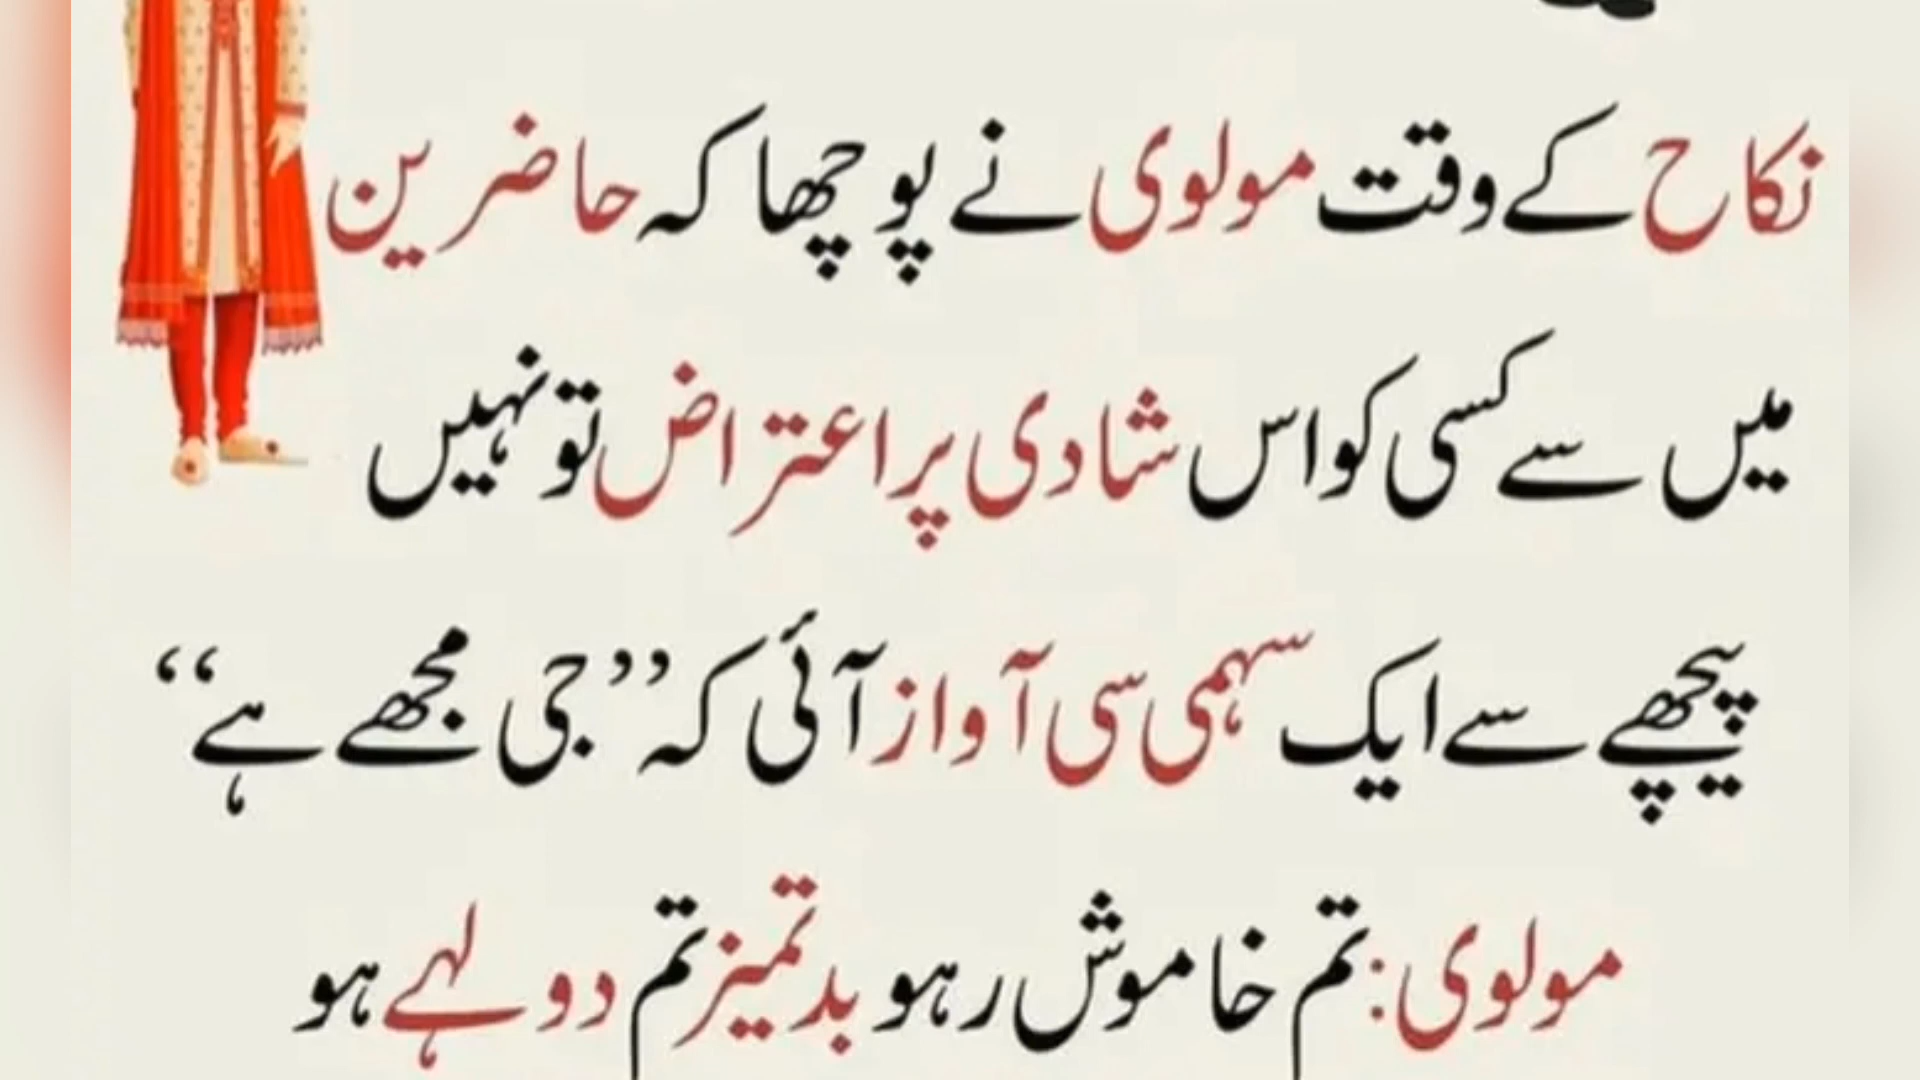 نکاح کے وقت مولوی نے پوچھا کہ حاضرین
میں سے کسی کو اس شادی پر اعتراض تو نہیں
پیچھے سے ایک سہمی سی آواز آئی کہ ’’جی مجھے ہے‘‘
مولوی: تم خاموش رہو بدتمیز تم دولہے ہو